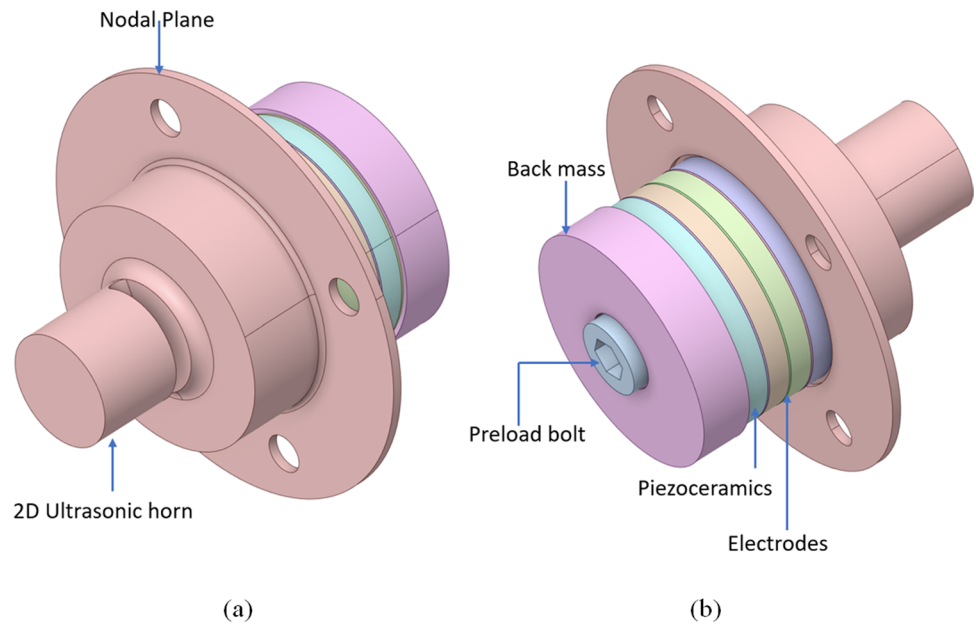 Nodal Plane
Back mass
Preload bolt
Piezoceramics
2D Ultrasonic horn
Electrodes
(a)
(b)